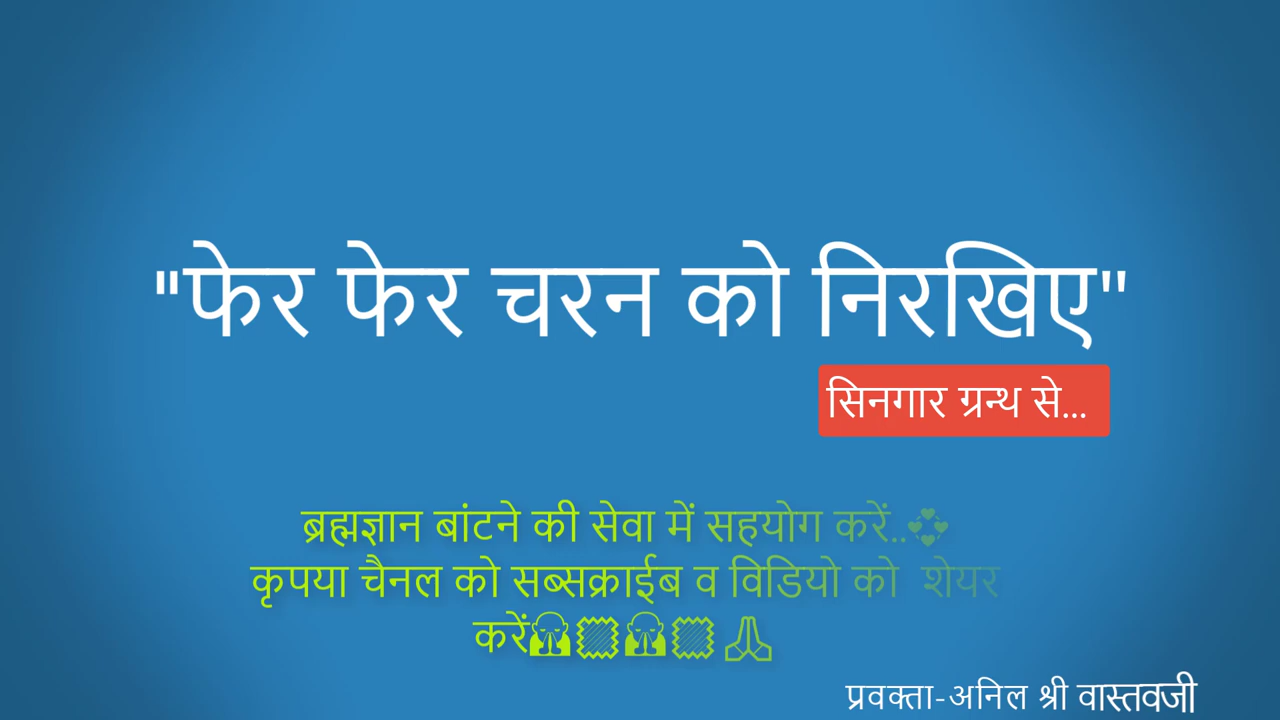 "फेर फेर चरन को निरखिए"
सिनगार ग्रन्थ से...
ब्रह्मज्ञान बांटने की सेवा में सहयोग करें..💞
कृपया चैनल को सब्सक्राईब व विडियो को शेयर
करें🙏🏻🙏🏻🙏
प्रवक्ता-अनिल श्री वास्तवजी